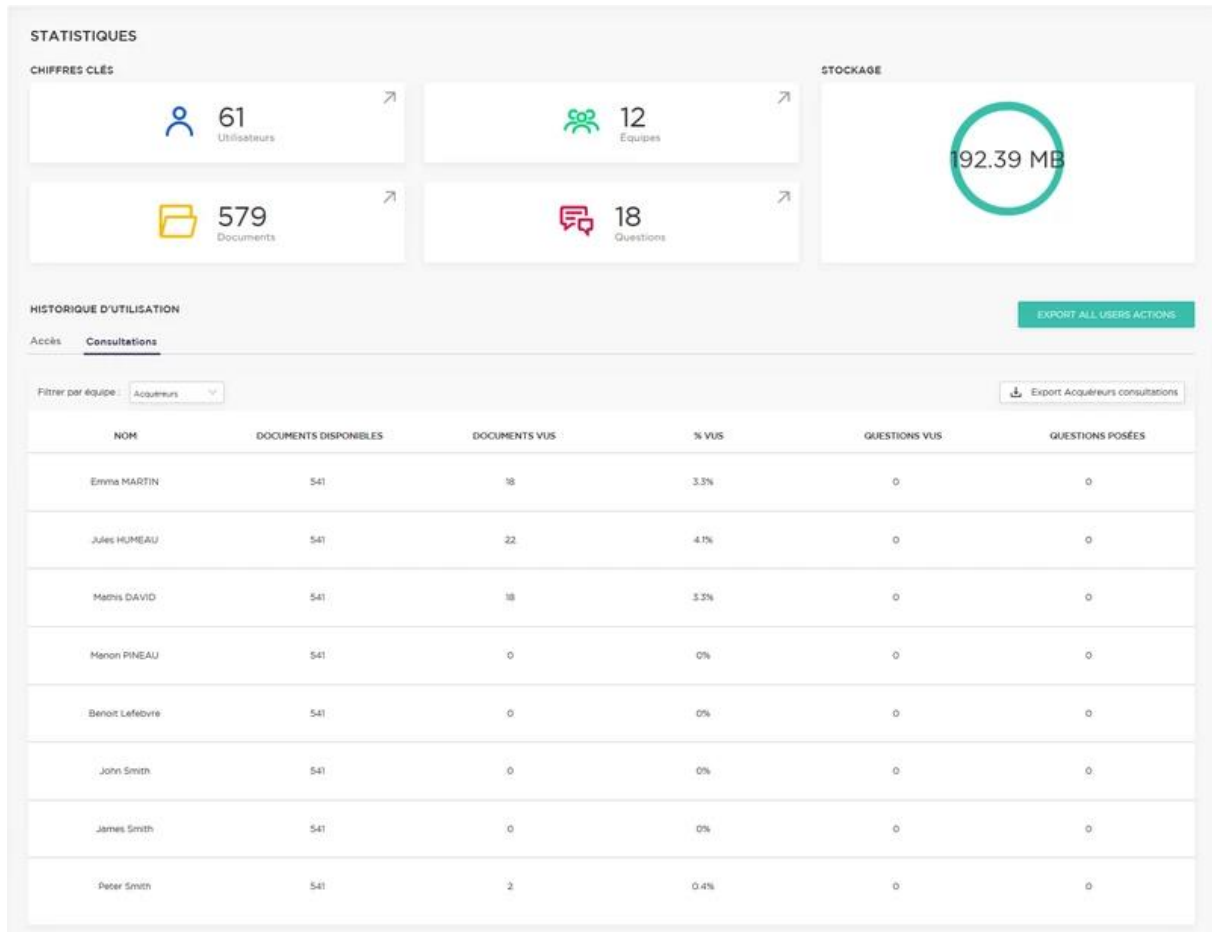 STATISTIQUES
CHIFFRES CLÉS
STOCKAGE
61
Utilisateurs
12
Équipes
192.39 MB
579
Documents
18
Questions
HISTORIQUE D'UTILISATION
EXPORT ALL USERS ACTIONS
Accès Consultations
Filtrer par équipe : Acquéreurs Export Acquéreurs consultations
NOM DOCUMENTS DISPONIBLES DOCUMENTS VUS % VUS QUESTIONS VUS QUESTIONS POSÉES
Emma MARTIN 541 18 3.3% 0 0
Jules HUMEAU 541 22 4.1% 0 0
Mathis DAVID 541 18 3.3% 0 0
Manon PINEAU 541 0 0% 0 0
Benoit Lefebvre 541 0 0% 0 0
John Smith 541 0 0% 0 0
James Smith 541 0 0% 0 0
Peter Smith 541 2 0.4% 0 0